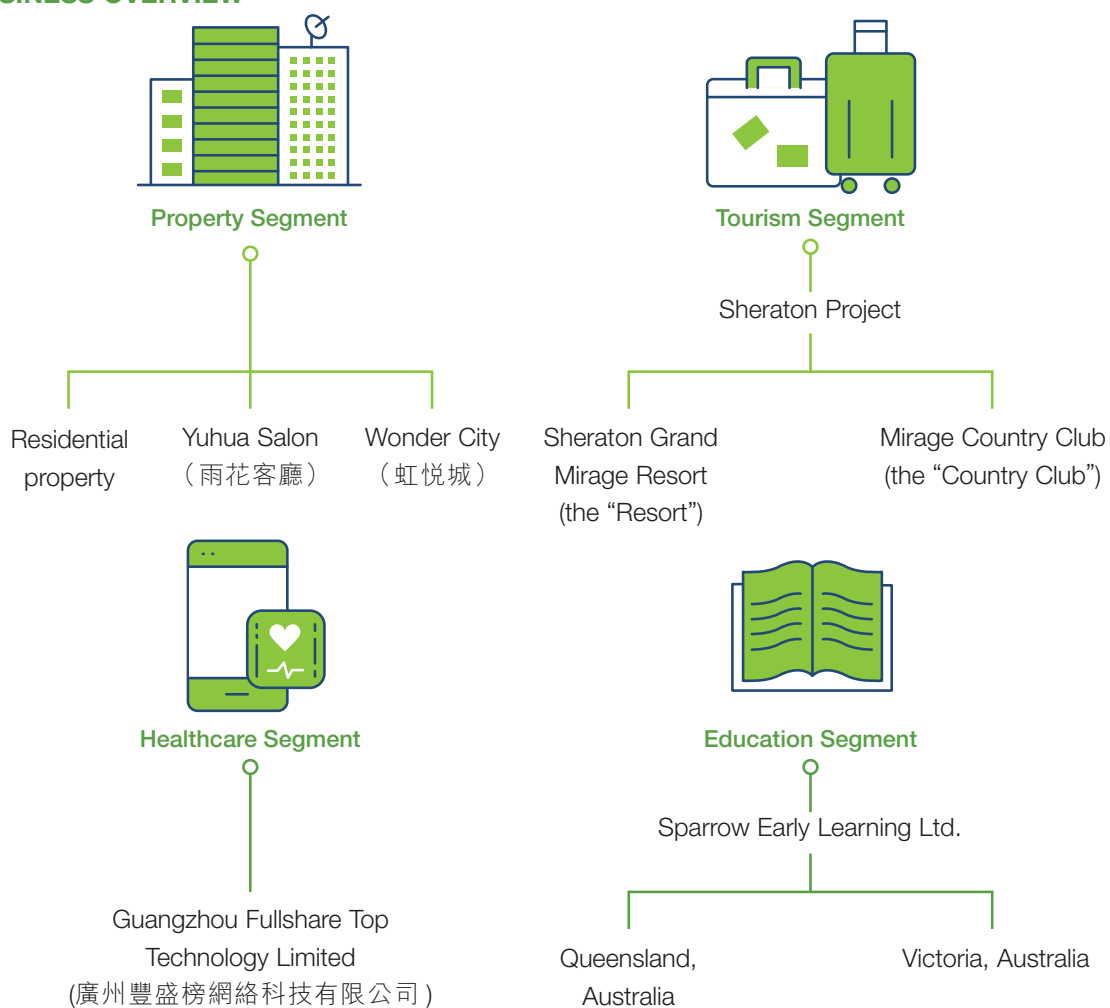 Property Segment
Residential
property
Yuhua Salon
（雨花客廳）
Wonder City
（虹悦城）
Tourism Segment
Sheraton Project
Sheraton Grand
Mirage Resort
(the “Resort”)
Mirage Country Club
(the “Country Club”)
Healthcare Segment
Guangzhou Fullshare Top
Technology Limited
(廣州豐盛榜網絡科技有限公司)
Education Segment
Sparrow Early Learning Ltd.
Queensland,
Australia
Victoria, Australia